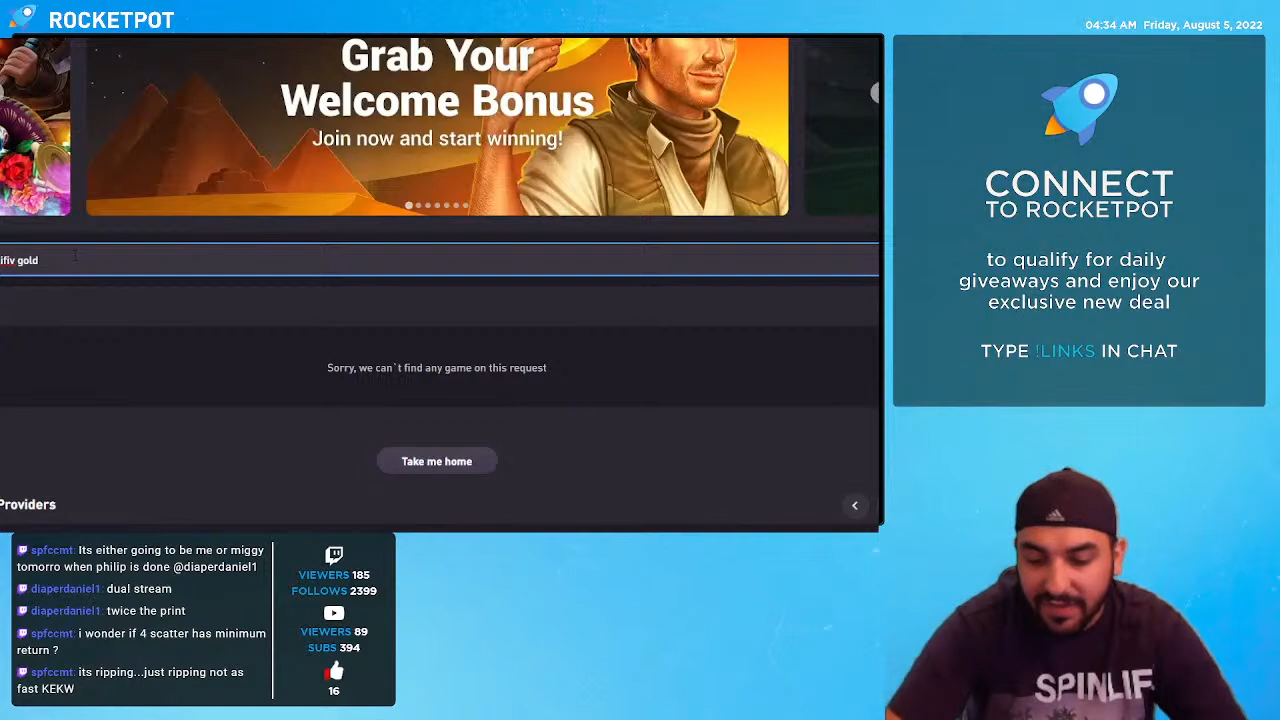 ROCKETPOT
04:34 AM Friday, August 5, 2022
Grab Your
Welcome Bonus
Join now and start winning!
ifiv gold
Sorry, we can`t find any game on this request
Take me home
Providers
CONNECT
TO ROCKETPOT
to qualify for daily
giveaways and enjoy our
exclusive new deal
TYPE !LINKS IN CHAT
spfccmt: Its either going to be me or miggy
tomorro when philip is done @diaperdaniel1
diaperdaniel1: dual stream
diaperdaniel1: twice the print
spfccmt: i wonder if 4 scatter has minimum
return ?
spfccmt: its ripping...just ripping not as
fast KEKW
VIEWERS 185
FOLLOWS 2399
VIEWERS 89
SUBS 394
16
SPINLIF